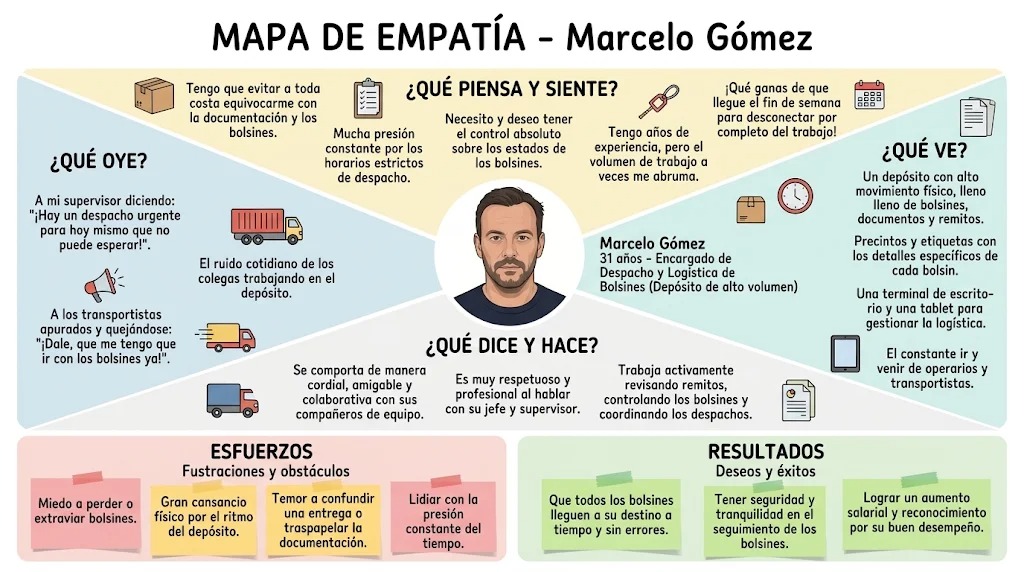 MAPA DE EMPATÍA - Marcelo Gómez
¿QUÉ PIENSA Y SIENTE?
Tengo que evitar a toda
costa equivocarme con
la documentación y los
bolsines.
Mucha presión
constante por los
horarios estrictos
de despacho.
Necesito y deseo tener
el control absoluto
sobre los estados de
los bolsines.
Tengo años de
experiencia, pero el
volumen de trabajo a
veces me abruma.
¡Qué ganas de que
llegue el fin de semana
para desconectar por
completo del trabajo!
¿QUÉ OYE?
A mi supervisor diciendo:
"¡Hay un despacho urgente
para hoy mismo que no
puede esperar!".
El ruido cotidiano de los
colegas trabajando en el
depósito.
A los transportistas
apurados y quejándose:
"¡Dale, que me tengo que
ir con los bolsines ya!".
Marcelo Gómez
31 años - Encargado de
Despacho y Logística de
Bolsines (Depósito de alto volumen)
¿QUÉ VE?
Un depósito con alto
movimiento físico, lleno
lleno de bolsines,
documentos y remitos.
Precintos y etiquetas con
los detalles específicos de
cada bolsin.
Una terminal de escrito-
rio y una tablet para
gestionar la logística.
El constante ir y
venir de operarios y
transportistas.
¿QUÉ DICE Y HACE?
Se comporta de manera
cordial, amigable y
colaborativa con sus
compañeros de equipo.
Es muy respetuoso y
profesional al hablar
con su jefe y supervisor.
Trabaja activamente
revisando remitos,
controlando los bolsines y
coordinando los despachos.
ESFUERZOS
Fustraciones y obstáculos
Miedo a perder o
extraviar bolsines.
Gran cansancio
físico por el ritmo
del depósito.
Temor a confundir
una entrega o
traspapelar la
documentación.
Lidiar con la
presión
constante del
tiempo.
RESULTADOS
Deseos y éxitos
Que todos los bolsines
lleguen a su destino a
tiempo y sin errores.
Tener seguridad y
tranquilidad en el
seguimiento de los
bolsines.
Lograr un aumento
salarial y reconocimiento
por su buen desempeño.